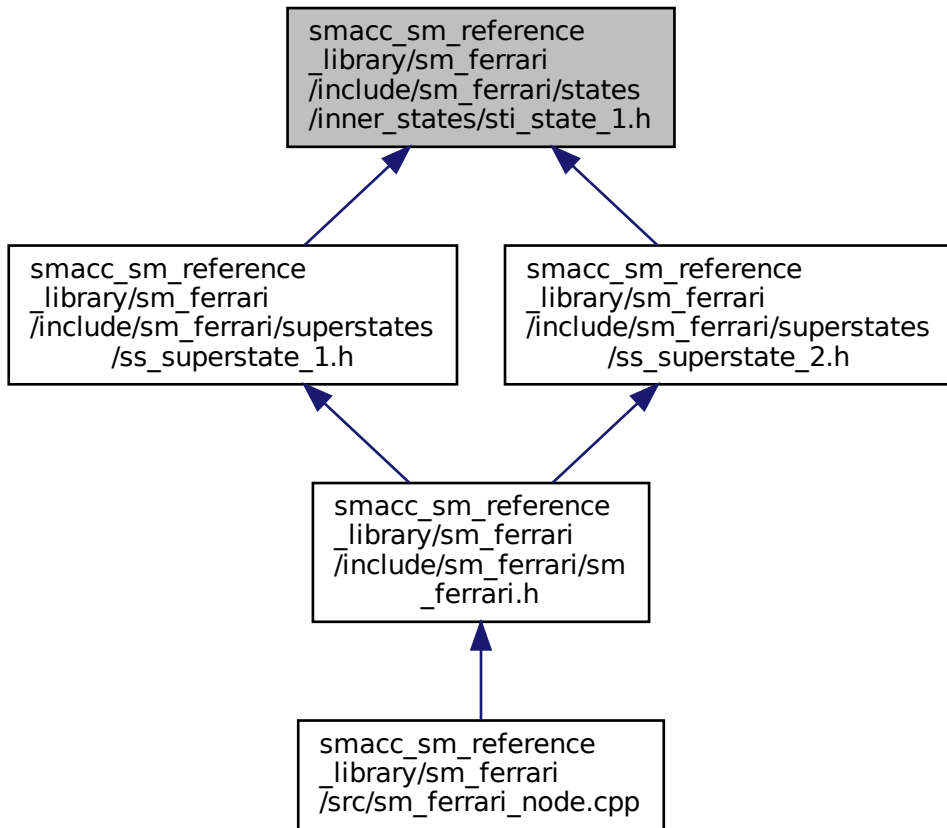 smacc_sm_reference
_library/sm_ferrari
/include/sm_ferrari/states
/inner_states/sti_state_1.h
smacc_sm_reference
_library/sm_ferrari
/include/sm_ferrari/superstates
/ss_superstate_1.h
smacc_sm_reference
_library/sm_ferrari
/include/sm_ferrari/superstates
/ss_superstate_2.h
smacc_sm_reference
_library/sm_ferrari
/include/sm_ferrari/sm
_ferrari.h
smacc_sm_reference
_library/sm_ferrari
/src/sm_ferrari_node.cpp